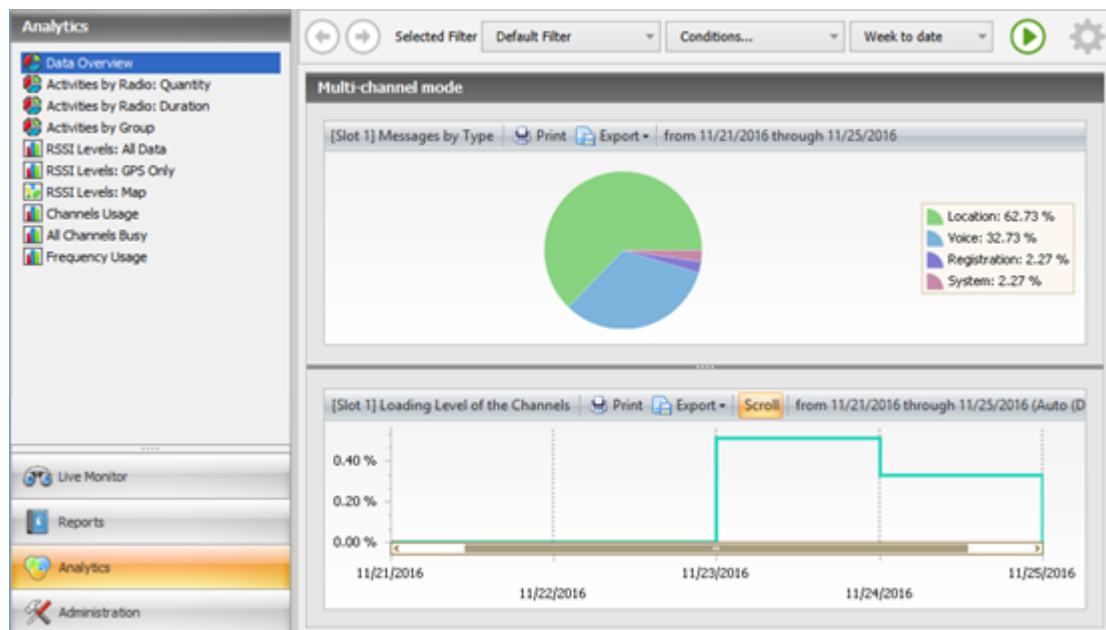 Analytics
Data Overview
Activities by Radio: Quantity
Activities by Radio: Duration
Activities by Group
RSSI Levels: All Data
RSSI Levels: GPS Only
RSSI Levels: Map
Channels Usage
All Channels Busy
Frequency Usage
Live Monitor
Reports
Analytics
Administration
Selected Filter Default Filter Conditions... Week to date
Multi-channel mode
[Slot 1] Messages by Type Print Export from 11/21/2016 through 11/25/2016
Location: 62.73 %
Voice: 32.73 %
Registration: 2.27 %
System: 2.27 %
[Slot 1] Loading Level of the Channels Print Export Scroll from 11/21/2016 through 11/25/2016 (Auto (D
0.40 %
0.20 %
0.00 %
11/21/2016 11/23/2016 11/25/2016
11/22/2016 11/24/2016